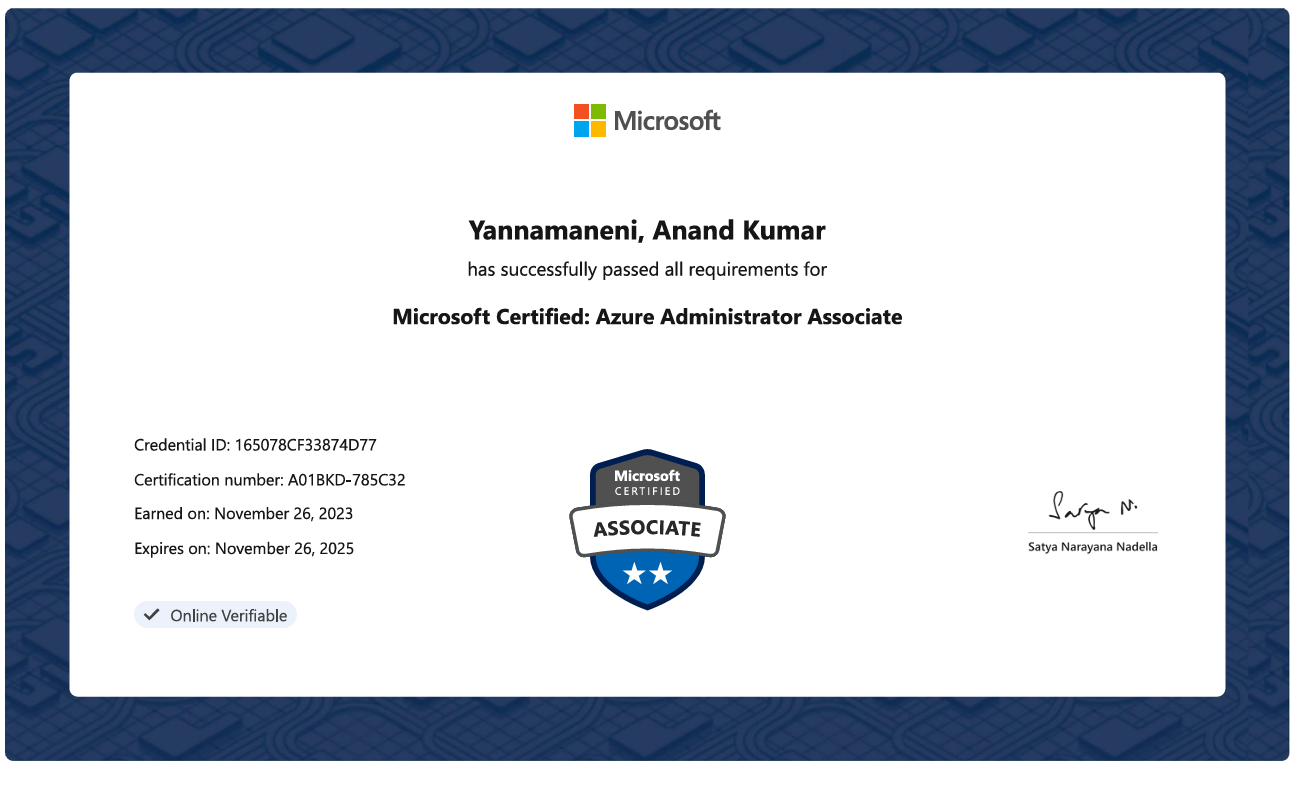 Microsoft
Yannamaneni, Anand Kumar
has successfully passed all requirements for
Microsoft Certified: Azure Administrator Associate
Credential ID: 165078CF33874D77
Certification number: A01BKD-785C32
Earned on: November 26, 2023
Expires on: November 26, 2025
Online Verifiable
Microsoft
CERTIFIED
ASSOCIATE
Satya N.
Satya Narayana Nadella